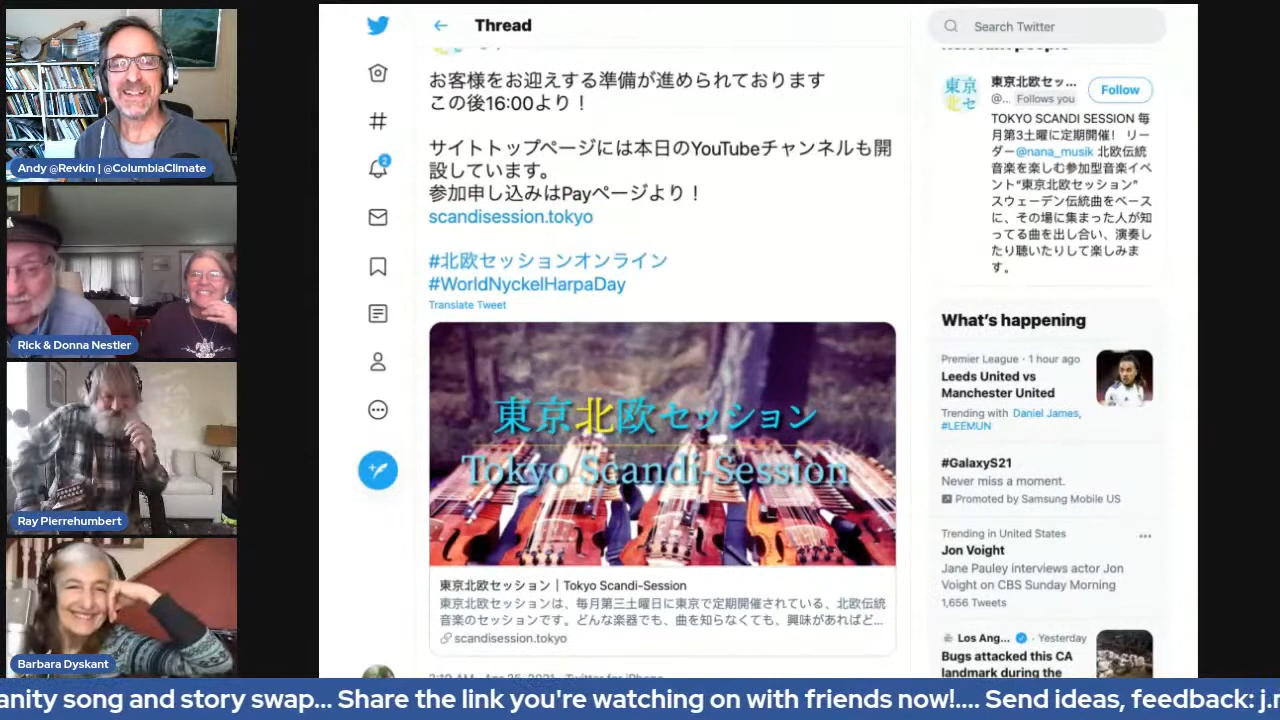 Andy @Revkin | @ColumbiaClimate
Rick & Donna Nestler
Ray Pierrehumbert
Barbara Dyskant
Thread
お客様をお迎えする準備が進められております
この後16:00より！
サイトトップページには本日のYouTubeチャンネルも開
設しています。
参加申し込みはPayページより！
scandisession.tokyo
#北欧セッションオンライン
#WorldNyckelHarpaDay
Translate Tweet
東京北欧セッション
Tokyo Scandi-Session
東京北欧セッション｜Tokyo Scandi-Session
東京北欧セッションは、毎月第三土曜日に東京で定期開催されている、北欧伝統
音楽のセッションです。どんな楽器でも、曲を知らなくても、興味があればど...
scandisession.tokyo
2
Search Twitter
東京
北セ
東京北欧セッ...
@...
Follows you
Follow
TOKYO SCANDI SESSION 毎
月第3土曜に定期開催！ リー
ダー@nana_musik 北欧伝統
音楽を楽しむ参加型音楽イベ
ント“東京北欧セッション”
スウェーデン伝統曲をベース
に、その場に集まった人が知
ってる曲を出し合い、演奏し
たり聴いたりして楽しみま
す。
What's happening
Premier League · 1 hour ago
Leeds United vs
Manchester United
Trending with Daniel James,
#LEEMUN
#GalaxyS21
Never miss a moment.
Promoted by Samsung Mobile US
Trending in United States
Jon Voight
Jane Pauley interviews actor Jon
Voight on CBS Sunday Morning
1,656 Tweets
Los Ang... · Yesterday
Bugs attacked this CA
landmark during the
anity song and story swap... Share the link you're watching on with friends now!.... Send ideas, feedback: j.r